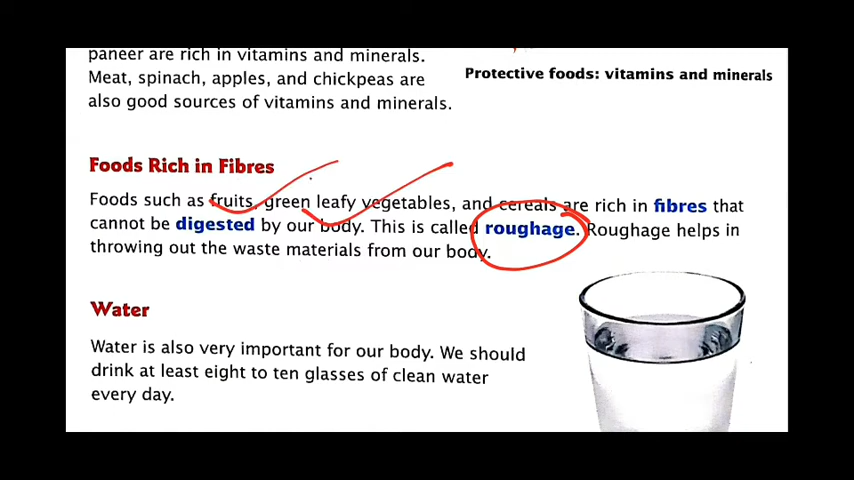 paneer are rich in vitamins and minerals.
Meat, spinach, apples, and chickpeas are
also good sources of vitamins and minerals.
Protective foods: vitamins and minerals
Foods Rich in Fibres
Foods such as fruits, green leafy vegetables, and cereals are rich in fibres that
cannot be digested by our body. This is called roughage. Roughage helps in
throwing out the waste materials from our body.
Water
Water is also very important for our body. We should
drink at least eight to ten glasses of clean water
every day.